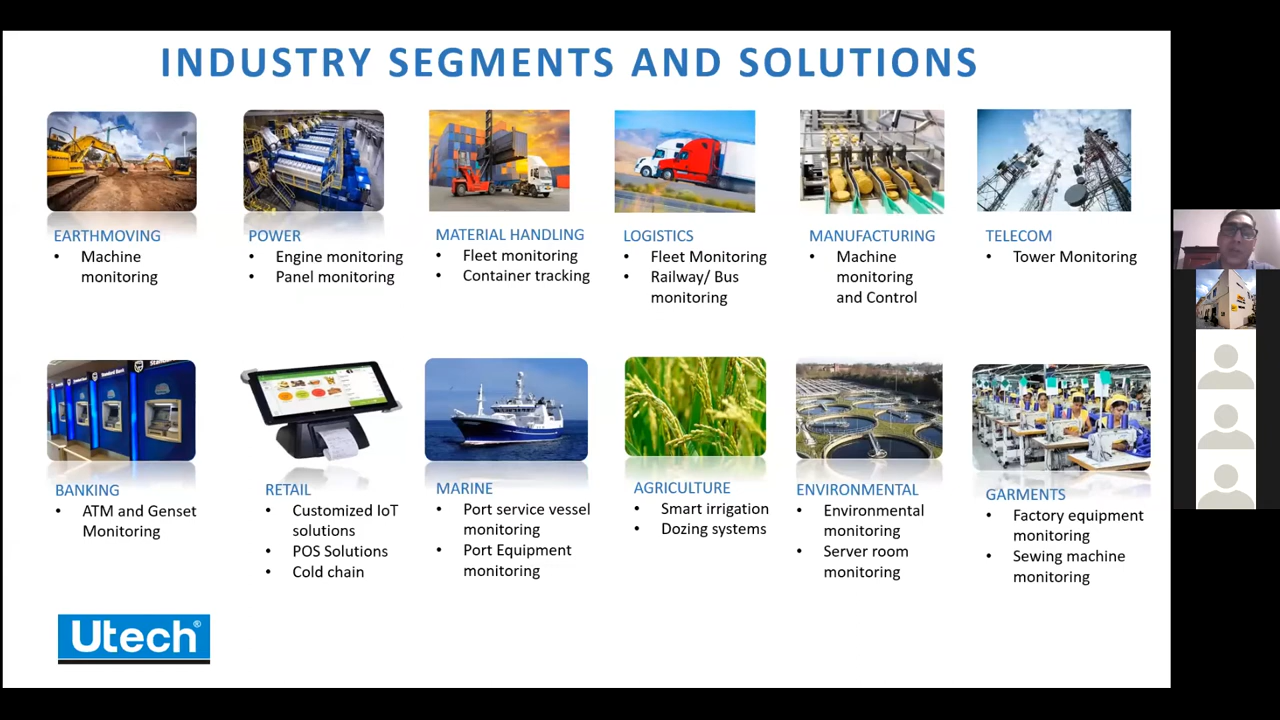 INDUSTRY SEGMENTS AND SOLUTIONS
EARTHMOVING
• Machine
monitoring
POWER
• Engine monitoring
• Panel monitoring
MATERIAL HANDLING
• Fleet monitoring
• Container tracking
LOGISTICS
• Fleet Monitoring
• Railway/ Bus
monitoring
MANUFACTURING
• Machine
monitoring
and Control
TELECOM
• Tower Monitoring
BANKING
• ATM and Genset
Monitoring
RETAIL
• Customized IoT
solutions
• POS Solutions
• Cold chain
MARINE
• Port service vessel
monitoring
• Port Equipment
monitoring
AGRICULTURE
• Smart irrigation
• Dozing systems
ENVIRONMENTAL
• Environmental
monitoring
• Server room
monitoring
GARMENTS
• Factory equipment
monitoring
• Sewing machine
monitoring
Utech®